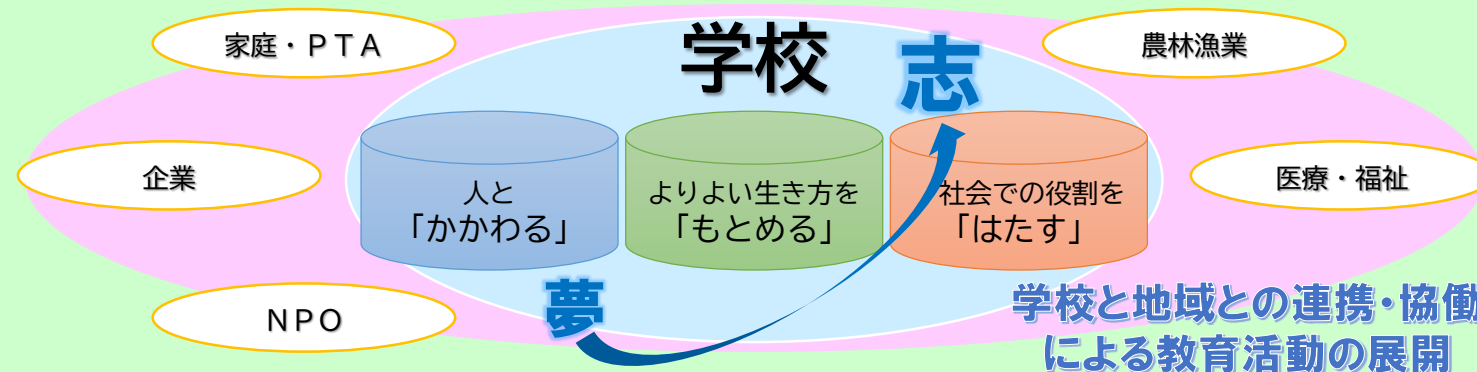 学校
志
家庭・ＰＴＡ
農林漁業
企業
医療・福祉
ＮＰＯ
人と
「かかわる」
よりよい生き方を
「もとめる」
社会での役割を
「はたす」
夢
学校と地域との連携・協働
による教育活動の展開